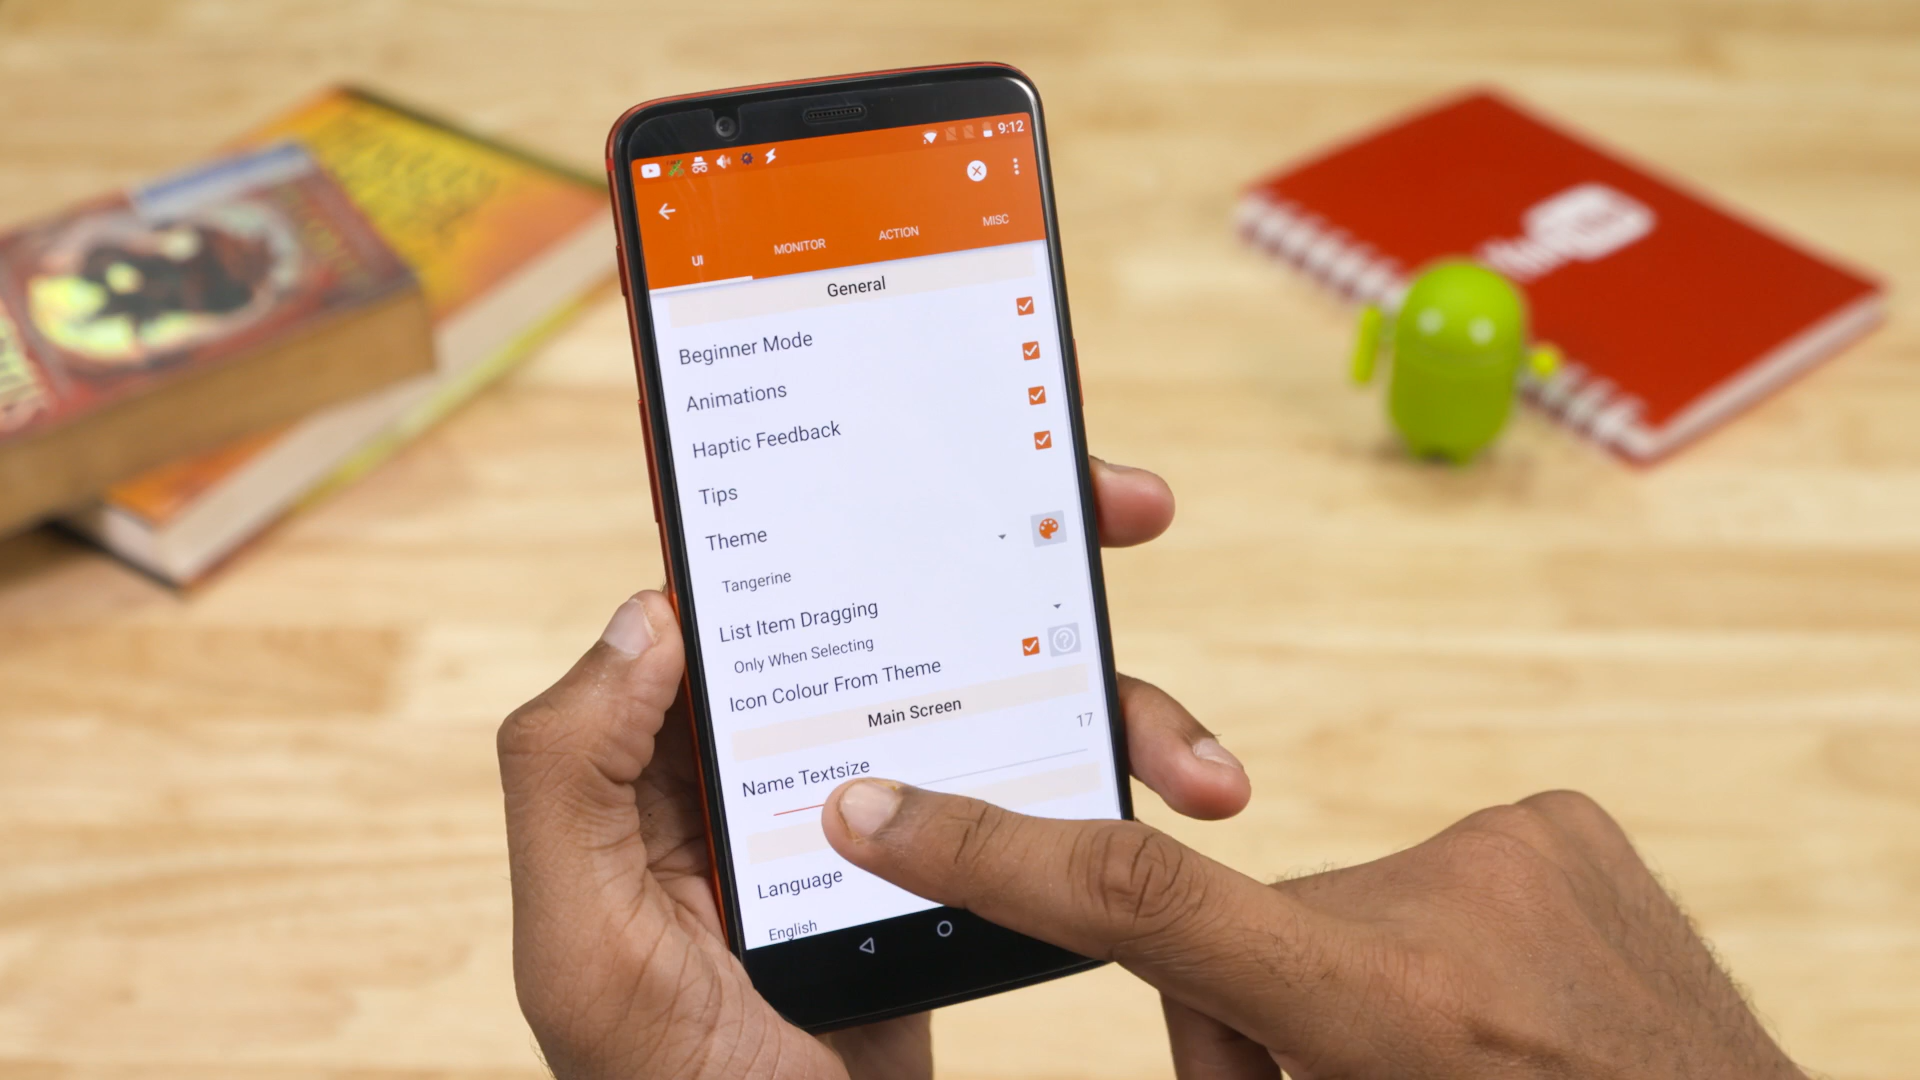 9:12
UI
MONITOR
ACTION
MISC
General
Beginner Mode
Animations
Haptic Feedback
Tips
Theme
Tangerine
List Item Dragging
Only When Selecting
Icon Colour From Theme
Main Screen
17
Name Textsize
Language
English